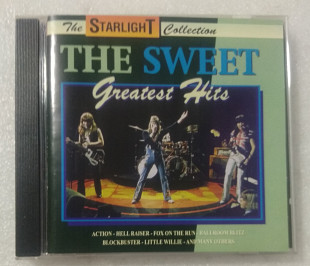 The STARLIGHT Collection
THE SWEET
Greatest Hits
ACTION - HELL RAISER - FOX ON THE RUN - BALLROOM BLITZ
BLOCKBUSTER - LITTLE WILLIE - AND MANY OTHERS